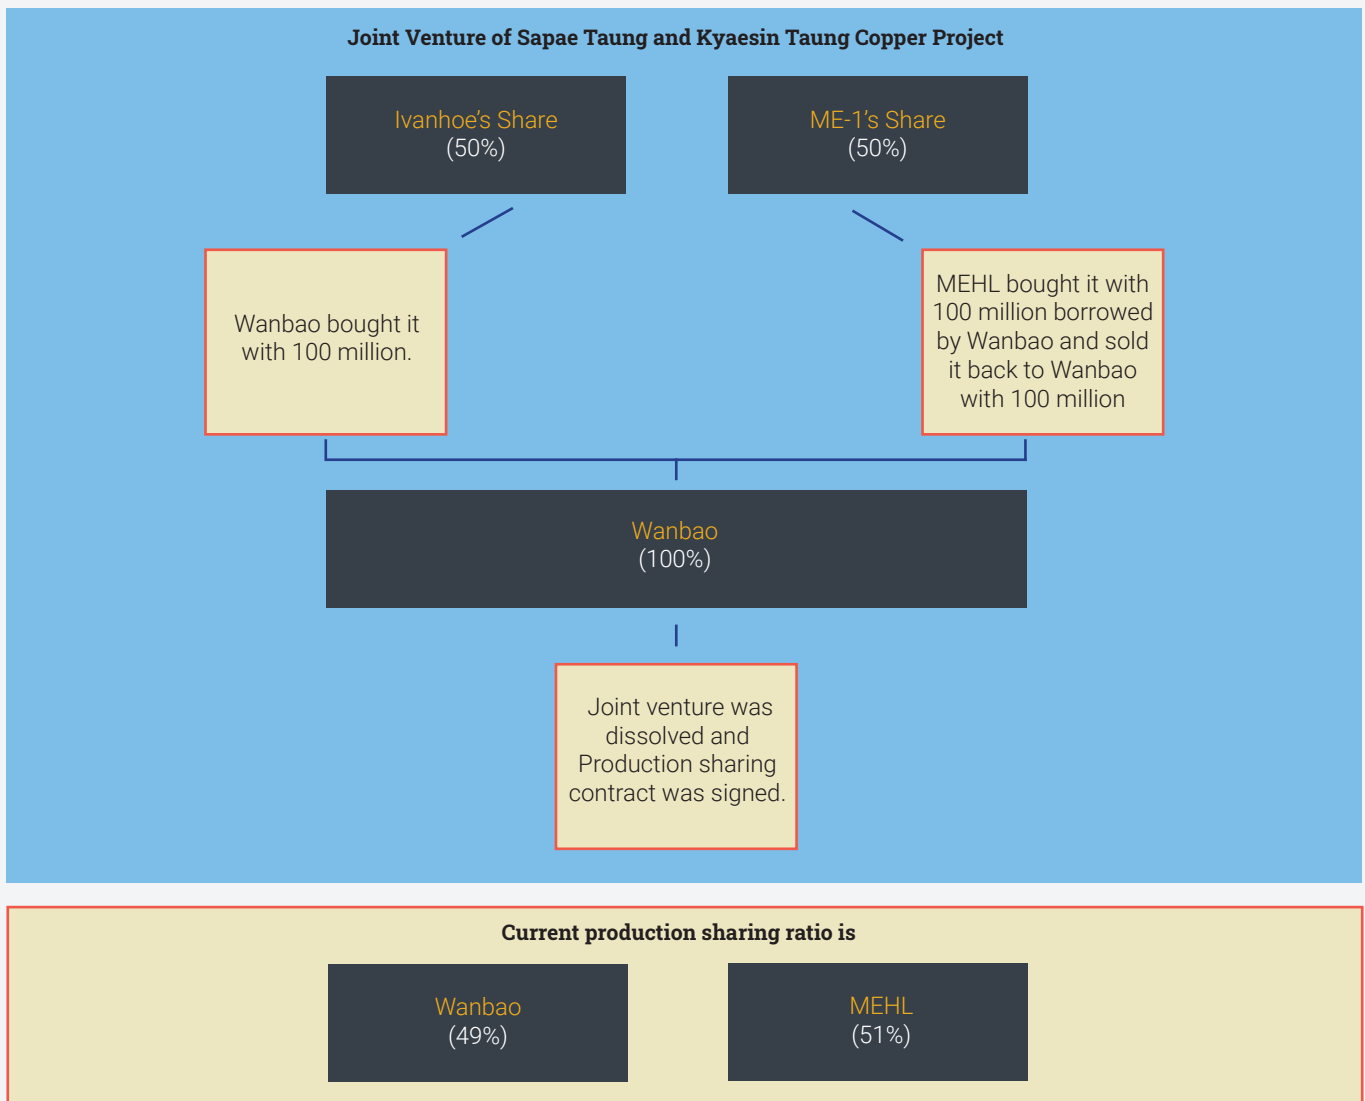 Joint Venture of Sapae Taung and Kyaesin Taung Copper Project
Ivanhoe's Share
(50%)
ME-1's Share
(50%)
Wanbao bought it
with 100 million.
MEHL bought it with
100 million borrowed
by Wanbao and sold
it back to Wanbao
with 100 million
Wanbao
(100%)
Joint venture was
dissolved and
Production sharing
contract was signed.
Current production sharing ratio is
Wanbao
(49%)
MEHL
(51%)